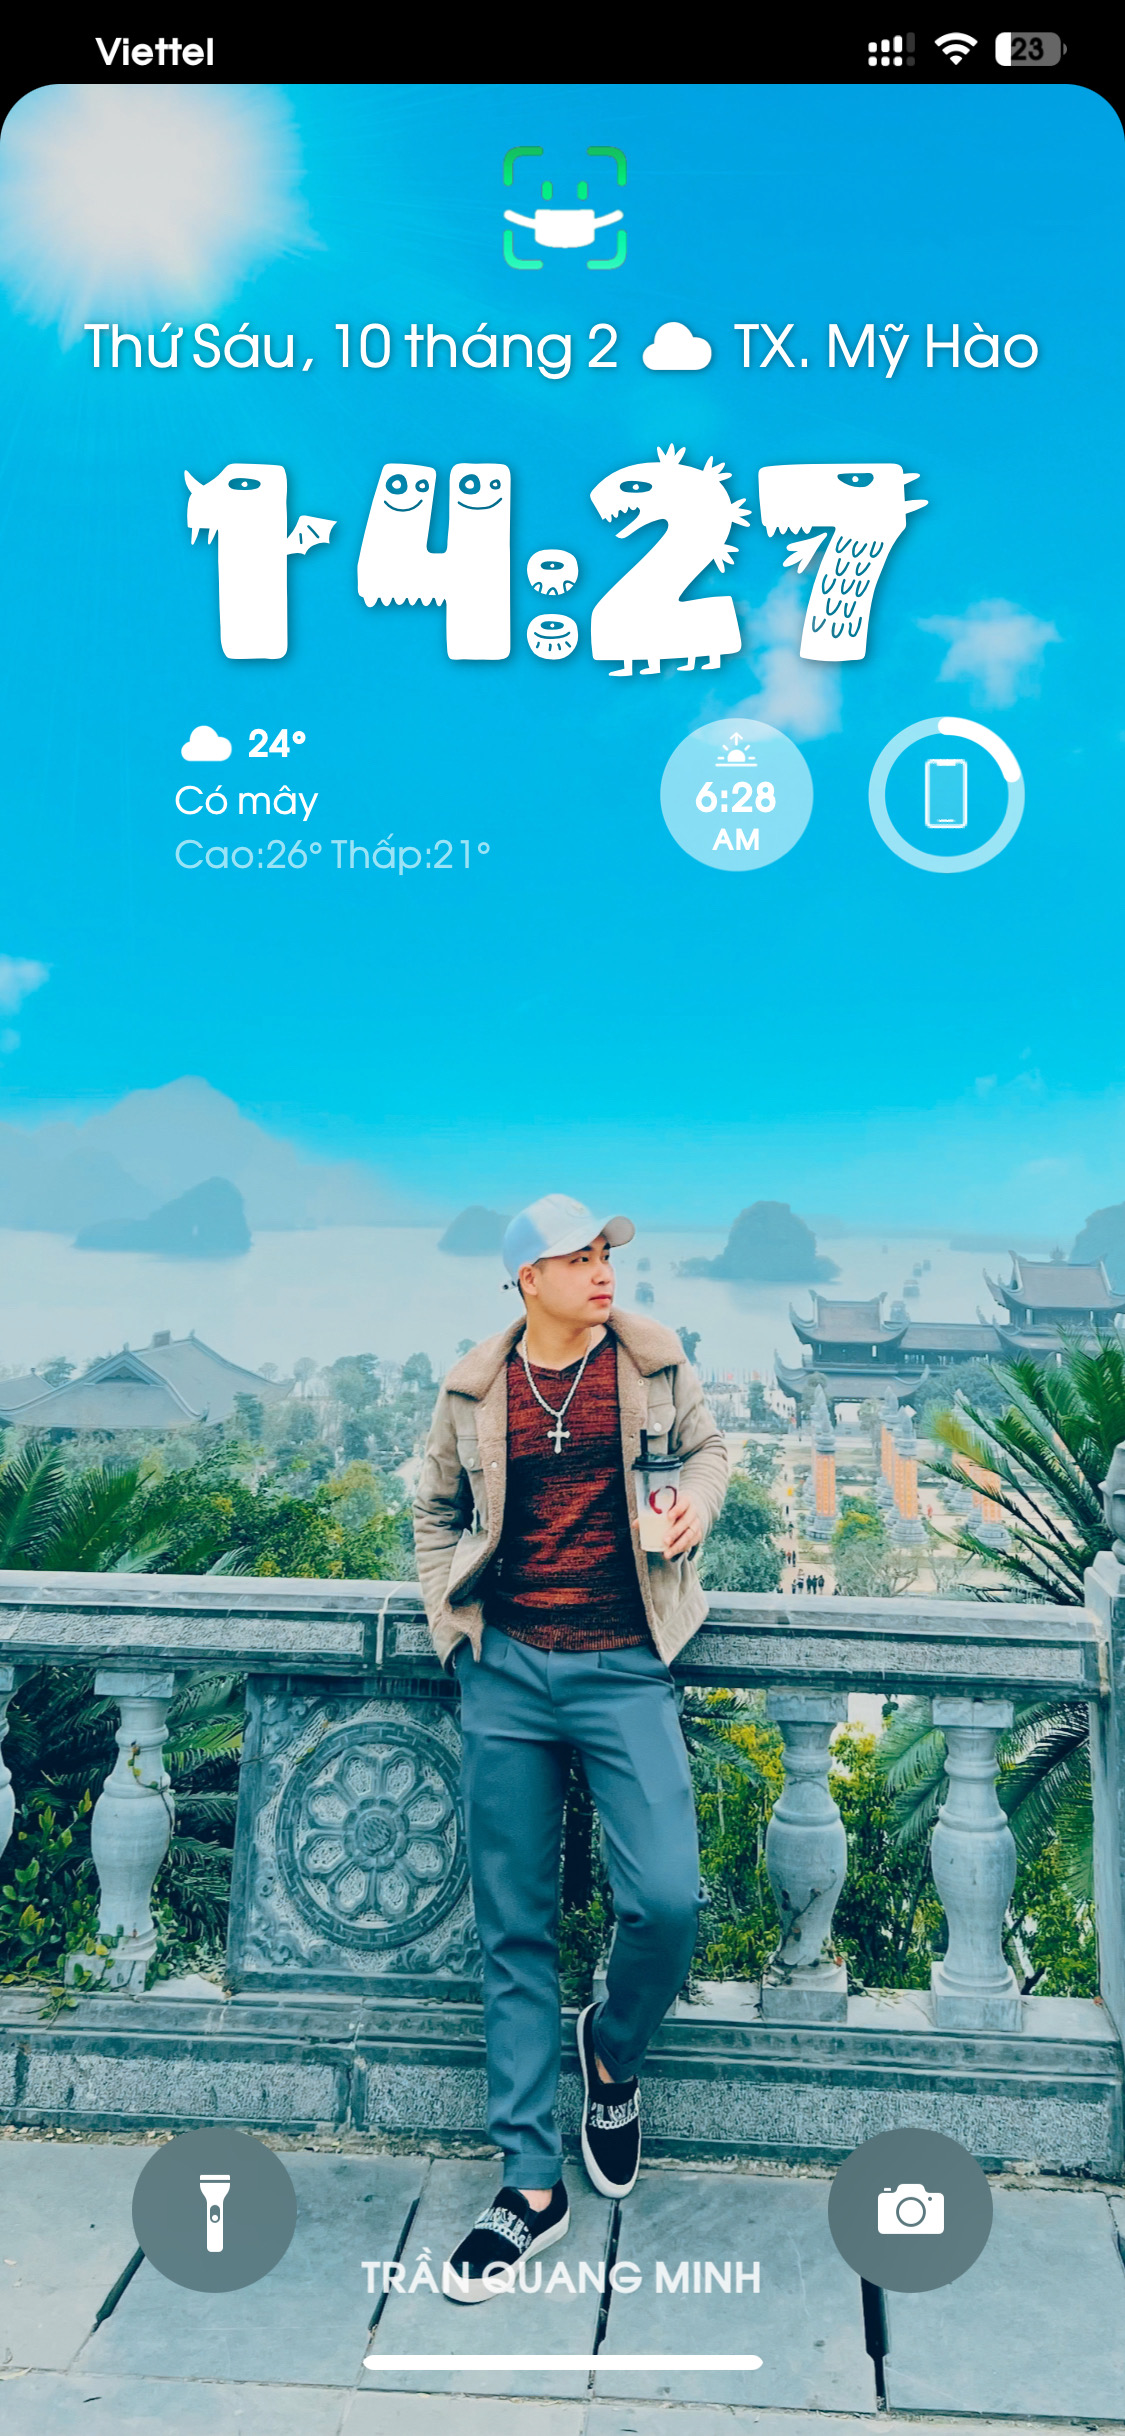 Viettel
23
Thứ Sáu, 10 tháng 2 TX. Mỹ Hào
14:27
24°
Có mây
Cao:26° Thấp:21°
6:28
AM
TRẦN QUANG MINH